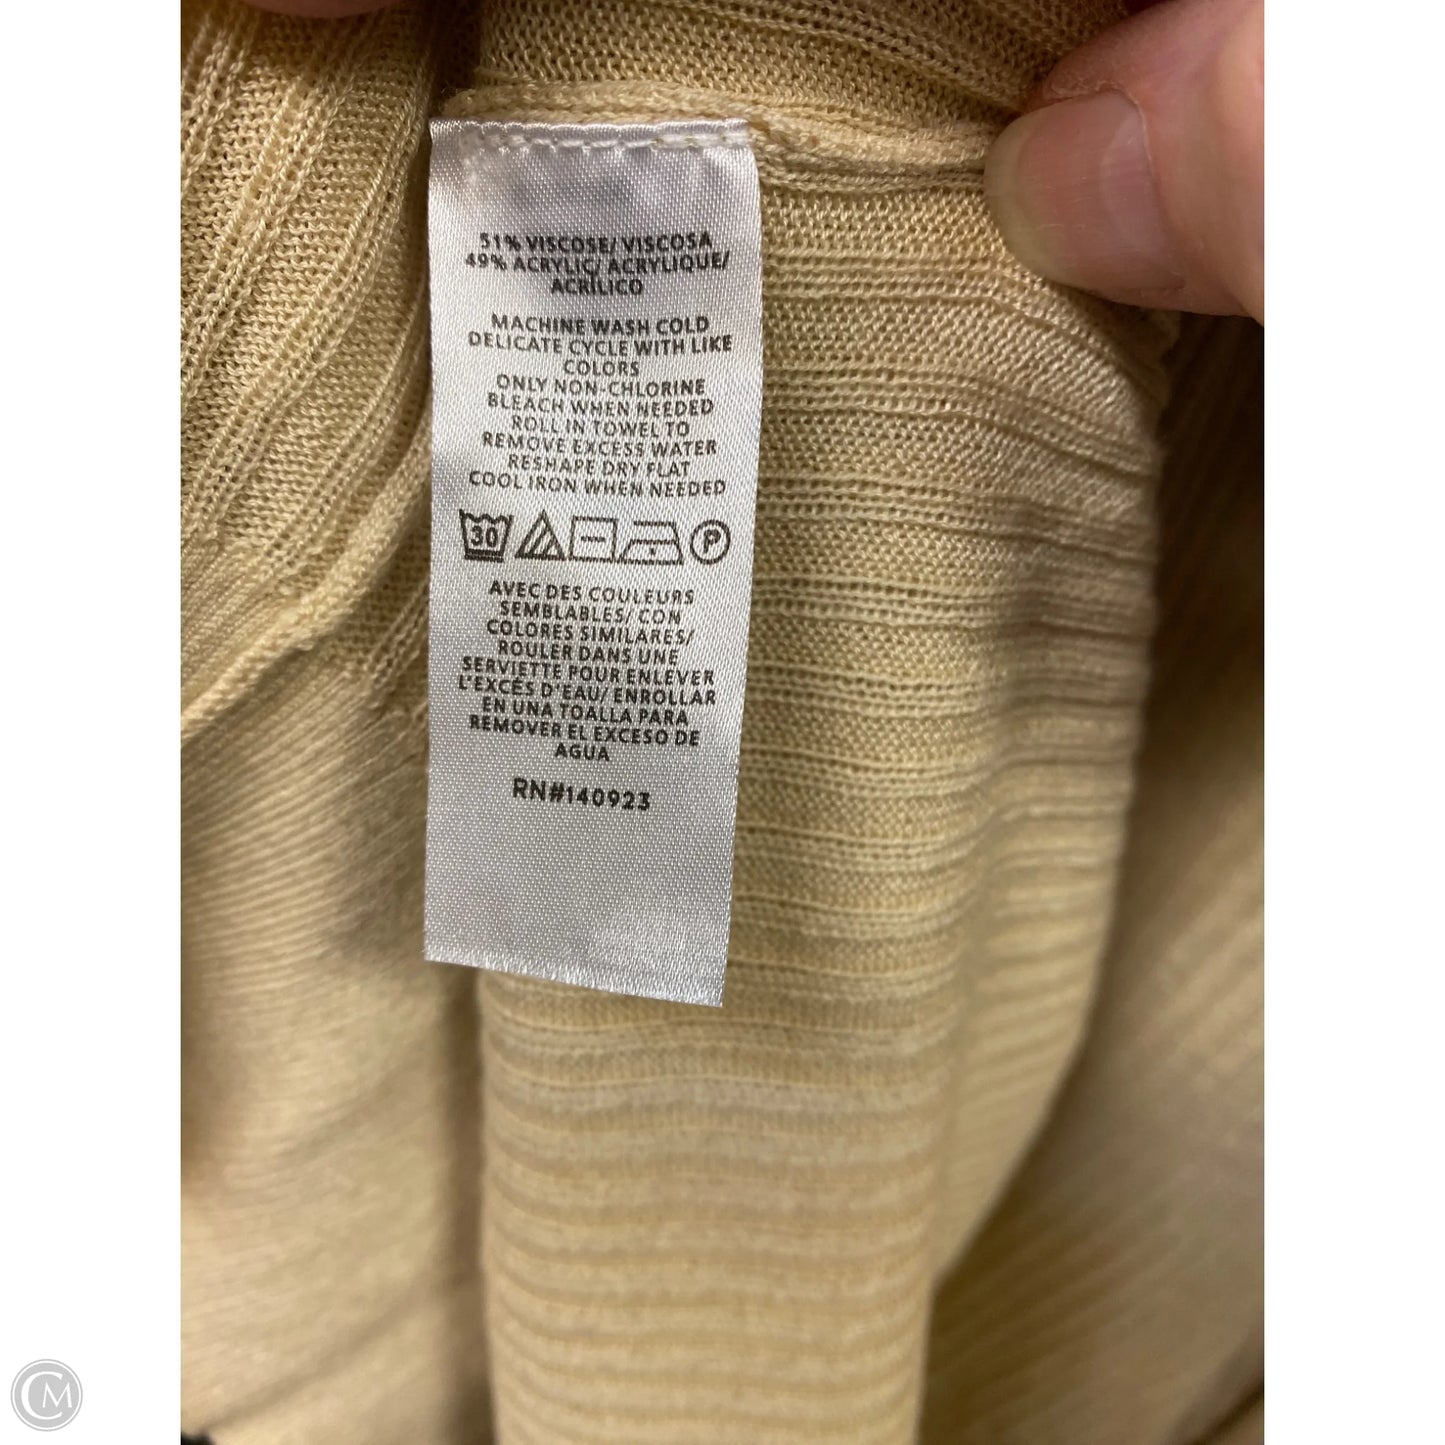 51% VISCOSE/ VISCOSA
49% ACRYLIC/ ACRYLIQUE/
ACRÍLICO
MACHINE WASH COLD
DELICATE CYCLE WITH LIKE
COLORS
ONLY NON-CHLORINE
BLEACH WHEN NEEDED
ROLL IN TOWEL TO
REMOVE EXCESS WATER
RESHAPE DRY FLAT
COOL IRON WHEN NEEDED
30 P
AVEC DES COULEURS
SEMBLABLES/ CON
COLORES SIMILARES/
ROULER DANS UNE
SERVIETTE POUR ENLEVER
L'EXCÉS D'EAU/ ENROLLAR
EN UNA TOALLA PARA
REMOVER EL EXCESO DE
AGUA
RN#140923
CM